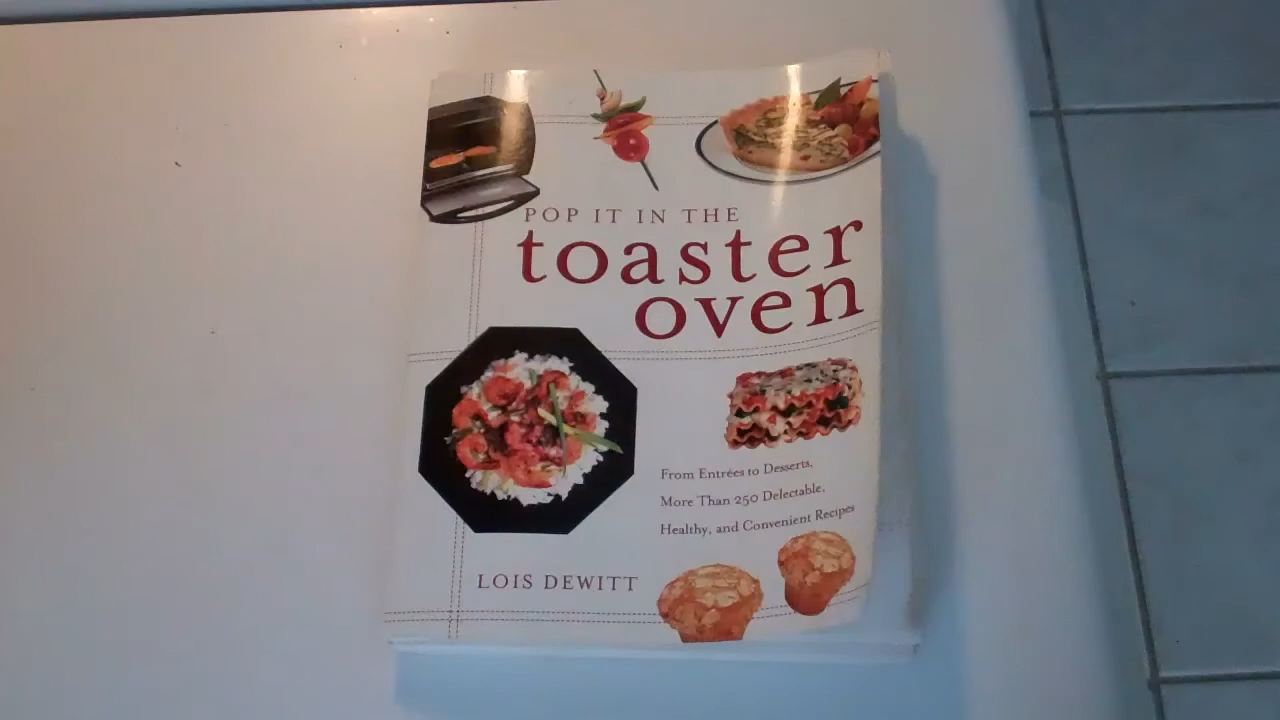 POP IT IN THE
toaster
oven
From Entrées to Desserts,
More Than 250 Delectable,
Healthy, and Convenient Recipes
LOIS DEWITT